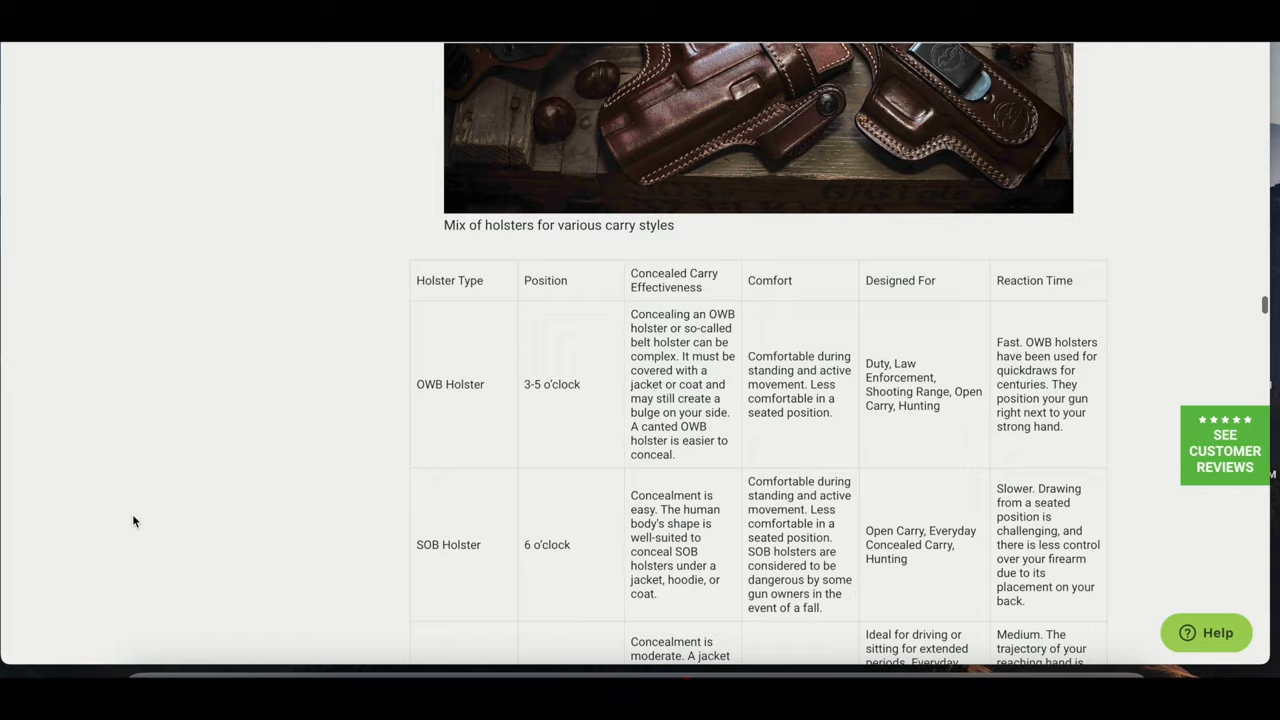 Mix of holsters for various carry styles
Holster Type
Position
Concealed Carry
Effectiveness
Comfort
Designed For
Reaction Time
OWB Holster
3-5 o'clock
Concealing an OWB
holster or so-called
belt holster can be
complex. It must be
covered with a
jacket or coat and
may still create a
bulge on your side.
A canted OWB
holster is easier to
conceal.
Comfortable during
standing and active
movement. Less
comfortable in a
seated position.
Duty, Law
Enforcement,
Shooting Range, Open
Carry, Hunting
Fast. OWB holsters
have been used for
quickdraws for
centuries. They
position your gun
right next to your
strong hand.
SOB Holster
6 o'clock
Concealment is
easy. The human
body's shape is
well-suited to
conceal SOB
holsters under a
jacket, hoodie, or
coat.
Comfortable during
standing and active
movement. Less
comfortable in a
seated position.
SOB holsters are
considered to be
dangerous by some
gun owners in the
event of a fall.
Open Carry, Everyday
Concealed Carry,
Hunting
Slower. Drawing
from a seated
position is
challenging, and
there is less control
over your firearm
due to its
placement on your
back.
Concealment is
moderate. A jacket
Ideal for driving or
sitting for extended
periods. Everyday
Medium. The
trajectory of your
reaching hand is
SEE
CUSTOMER
REVIEWS
Help